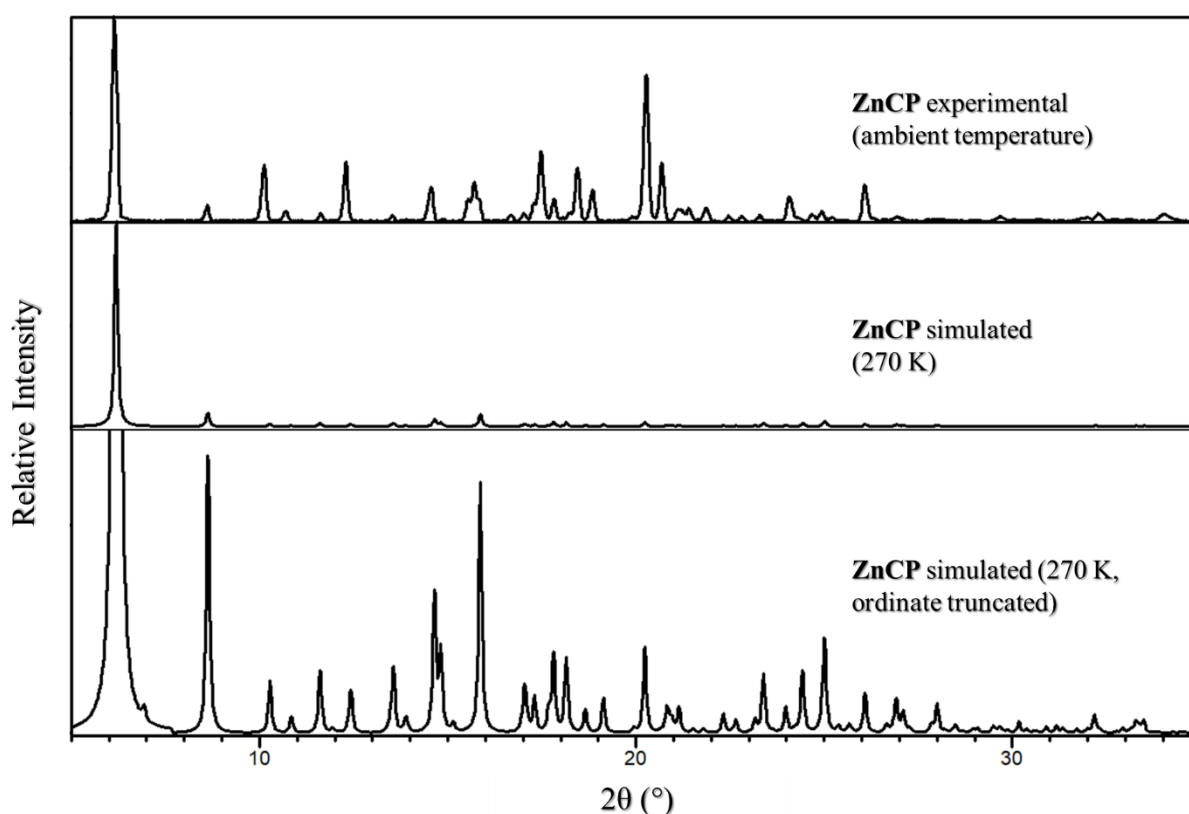 ZnCP experimental
(ambient temperature)
ZnCP simulated
(270 K)
ZnCP simulated (270 K,
ordinate truncated)
Relative Intensity
10
20
30
2θ (°)